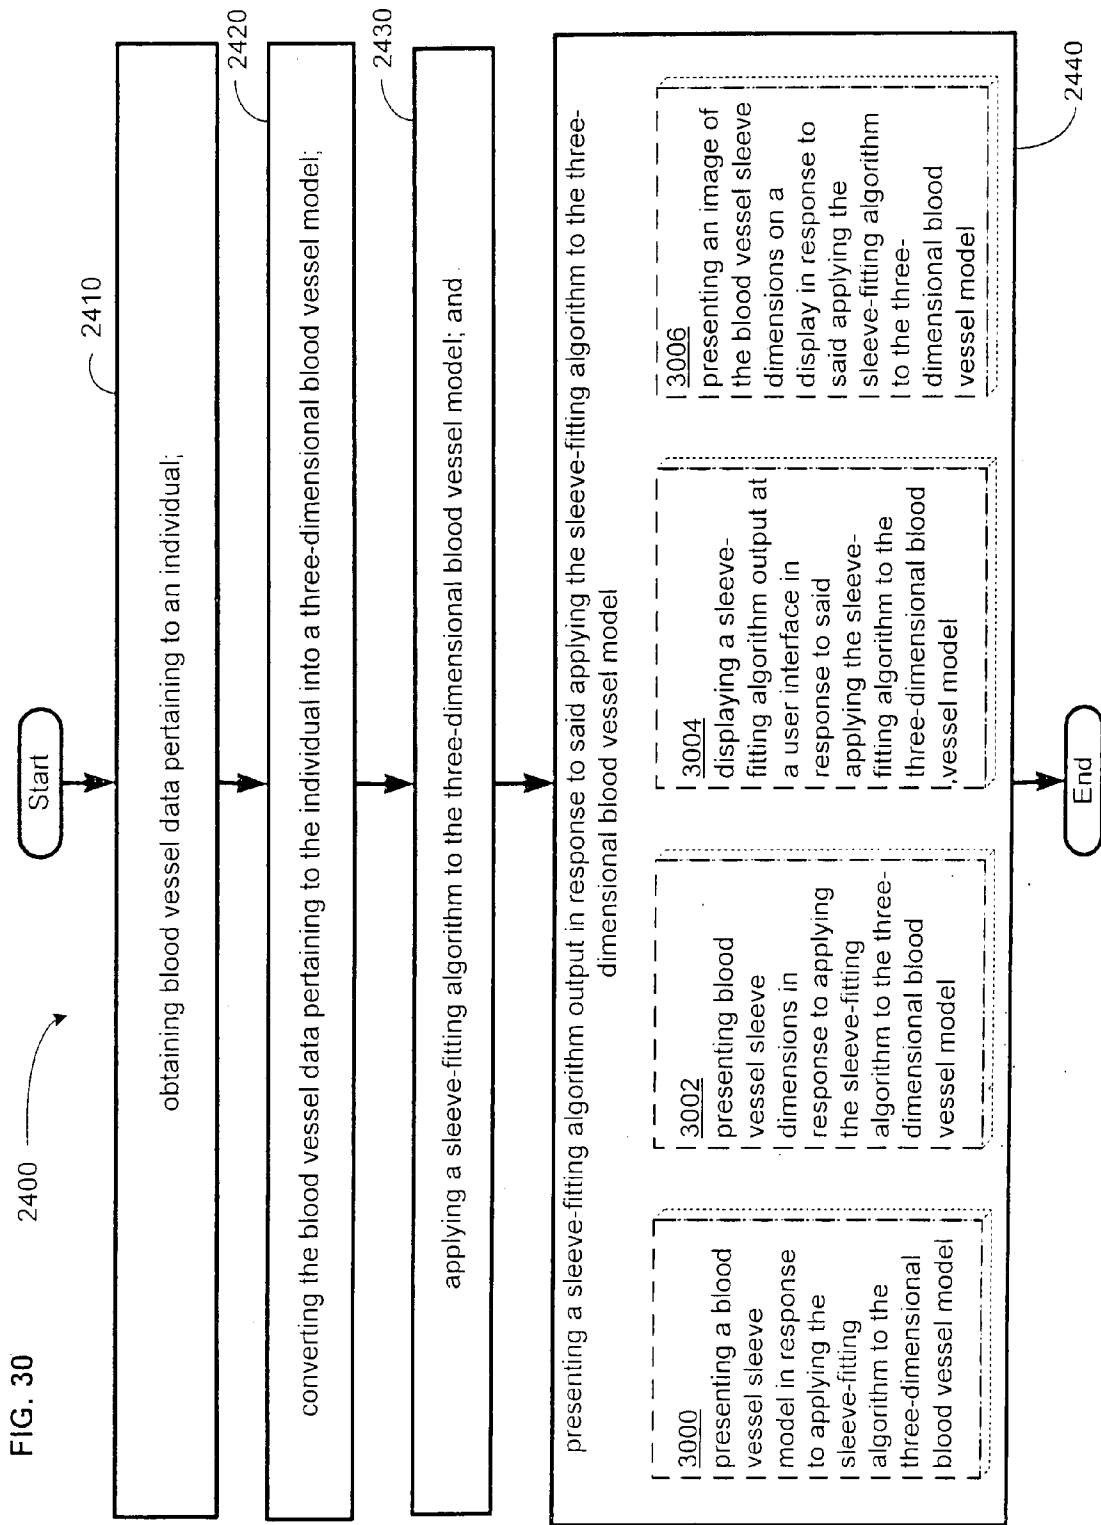 FIG. 30
2400
Start
2410
obtaining blood vessel data pertaining to an individual;
2420
converting the blood vessel data pertaining to the individual into a three-dimensional blood vessel model;
2430
applying a sleeve-fitting algorithm to the three-dimensional blood vessel model; and
presenting a sleeve-fitting algorithm output in response to said applying the sleeve-fitting algorithm to the three-
dimensional blood vessel model
3000
presenting a blood
vessel sleeve
model in response
to applying the
sleeve-fitting
algorithm to the
three-dimensional
blood vessel model
3002
presenting blood
vessel sleeve
dimensions in
response to applying
the sleeve-fitting
algorithm to the three-
dimensional blood
vessel model
3004
displaying a sleeve-
fitting algorithm output at
a user interface in
response to said
applying the sleeve-
fitting algorithm to the
three-dimensional blood
vessel model
3006
presenting an image of
the blood vessel sleeve
dimensions on a
display in response to
said applying the
sleeve-fitting algorithm
to the three-
dimensional blood
vessel model
2440
End